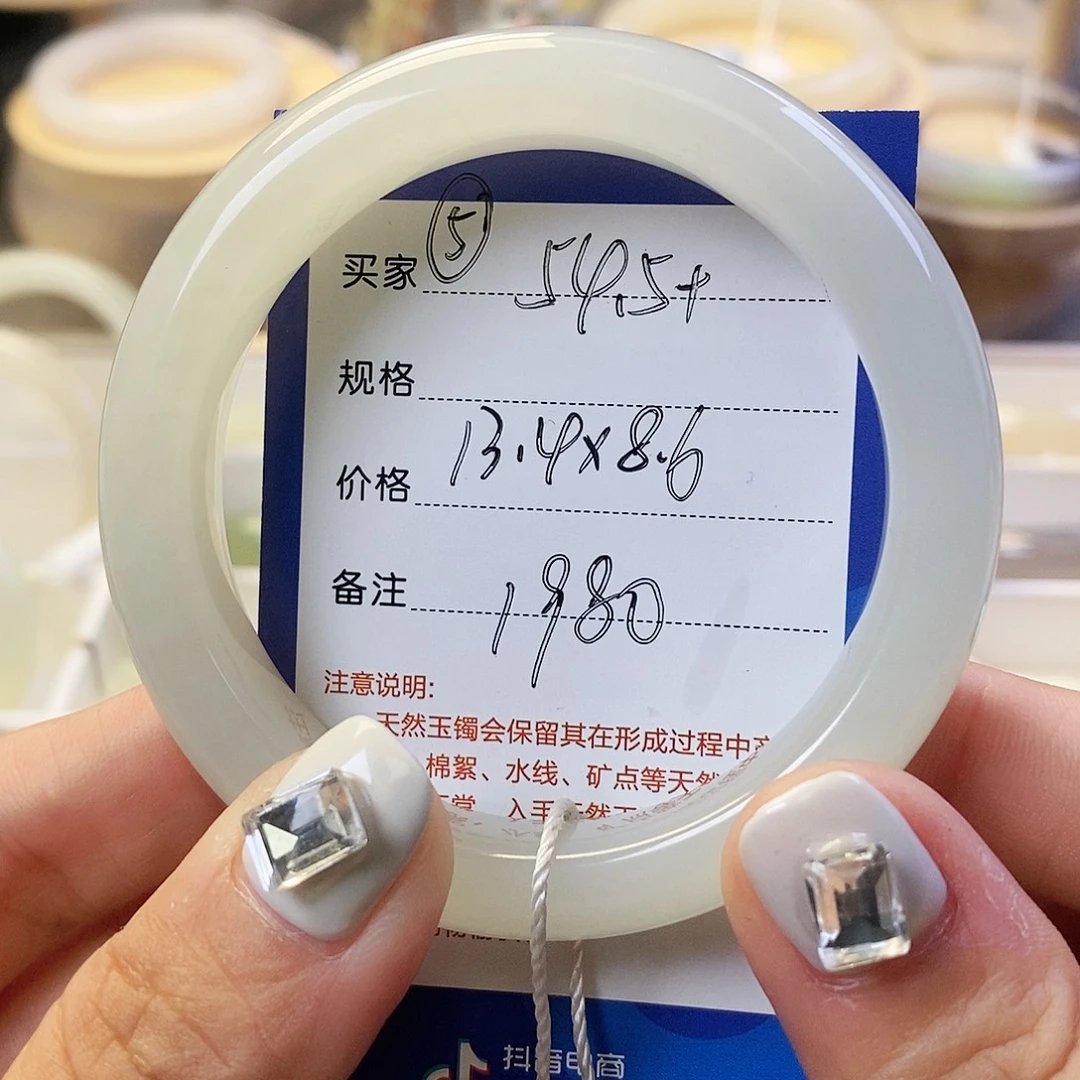 买家 ⑤ 54.5+
规格
13.4x8.6
价格
备注 1980
注意说明:
天然玉镯会保留其在形成过程中产
棉絮、水线、矿点等天然
抖音电商